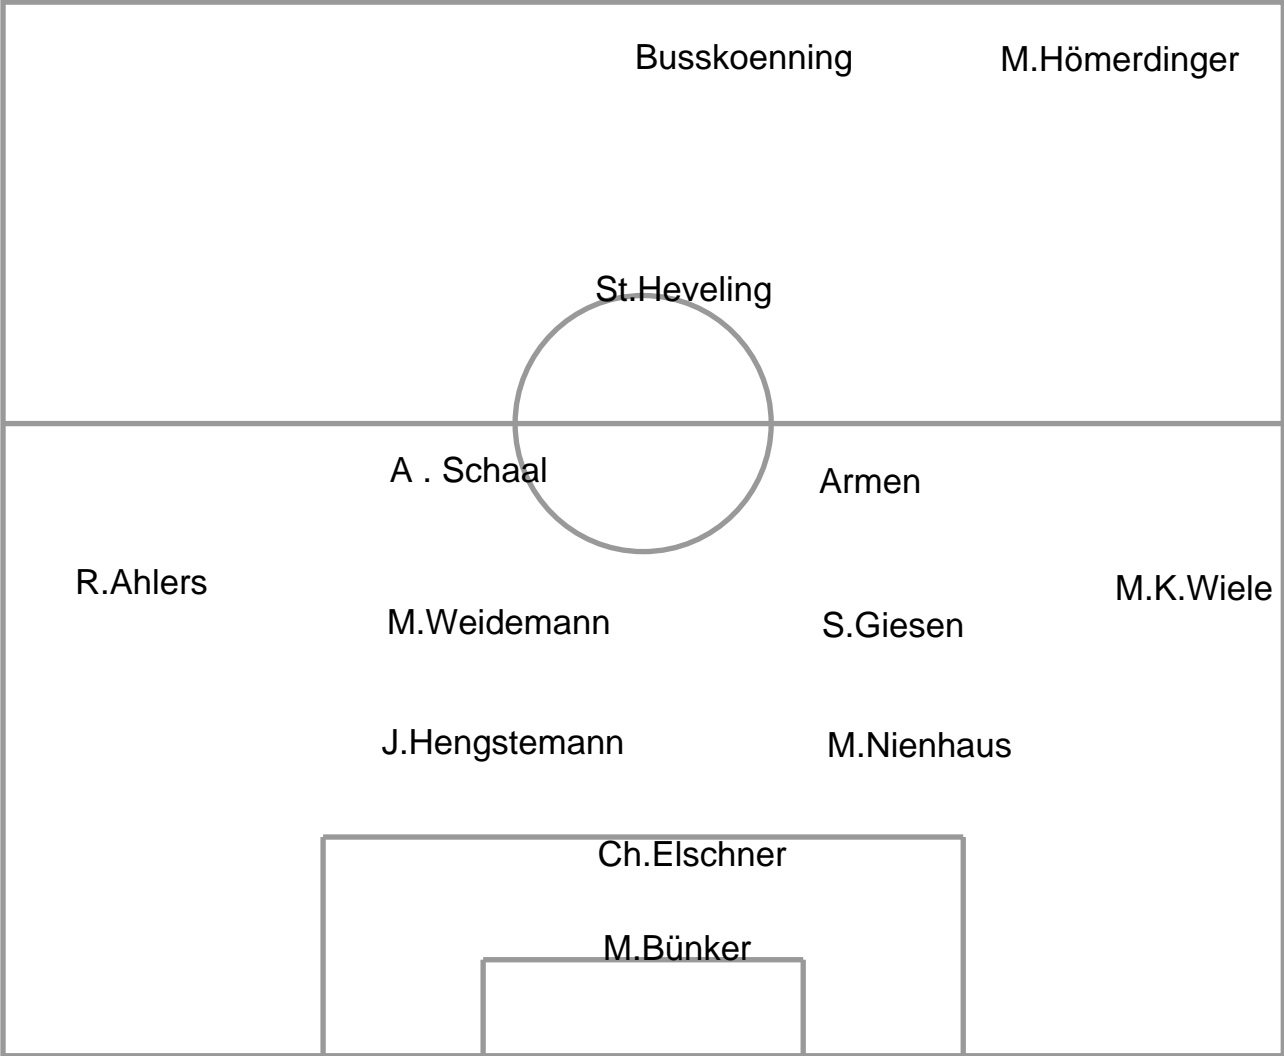 Busskoenning
M.Hömerdinger
St.Heveling
A . Schaal
Armen
R.Ahlers
M.K.Wiele
M.Weidemann
S.Giesen
J.Hengstemann
M.Nienhaus
Ch.Elschner
M.Bünker